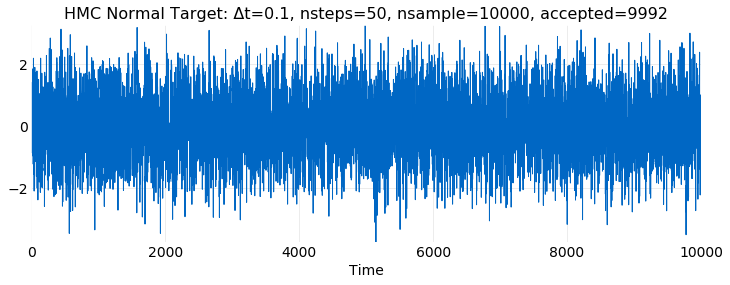 HMC Normal Target: Δt=0.1, nsteps=50, nsample=10000, accepted=9992
2
0
−2
0 2000 4000 6000 8000 10000
Time